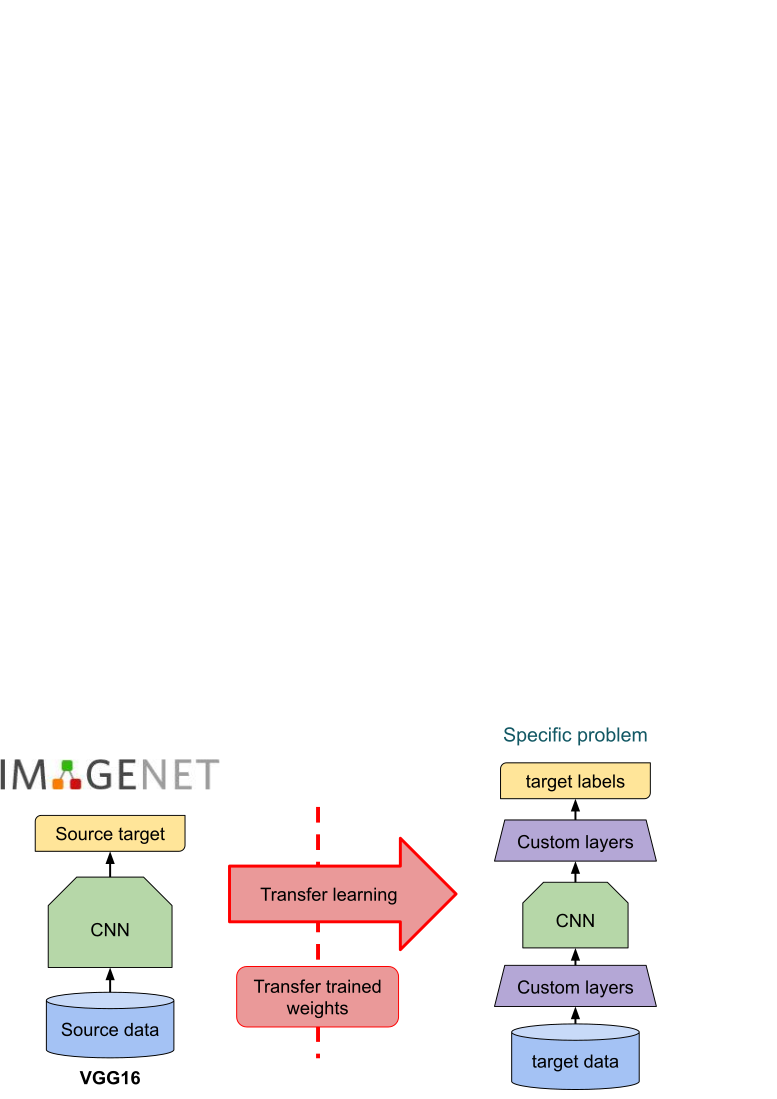 IMAGENET
Source target
CNN
Source data
VGG16
Transfer learning
Transfer trained
weights
Specific problem
target labels
Custom layers
CNN
Custom layers
target data